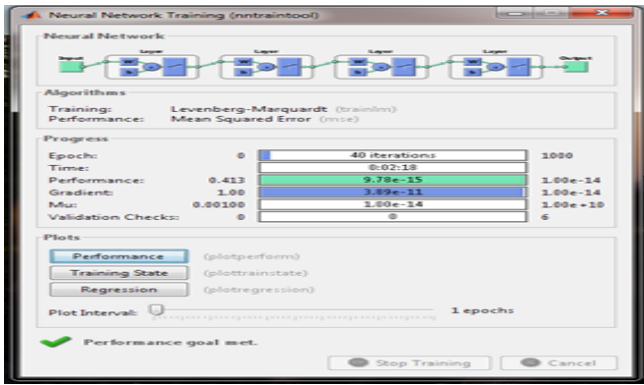 Neural Network Training (nntraintool)
Neural Network
Layer Layer Layer Layer
Input Output
W W W W
b b b b
Algorithms
Training: Levenberg-Marquardt (trainlm)
Performance: Mean Squared Error (mse)
Progress
Epoch: 0 40 iterations 1000
Time: 0:02:18
Performance: 0.413 9.78e-15 1.00e-14
Gradient: 1.00 3.89e-11 1.00e-14
Mu: 0.00100 1.00e-14 1.00e+10
Validation Checks: 0 0 6
Plots
Performance (plotperform)
Training State (plottrainstate)
Regression (plotregression)
Plot Interval: 1 epochs
Performance goal met.
Stop Training Cancel